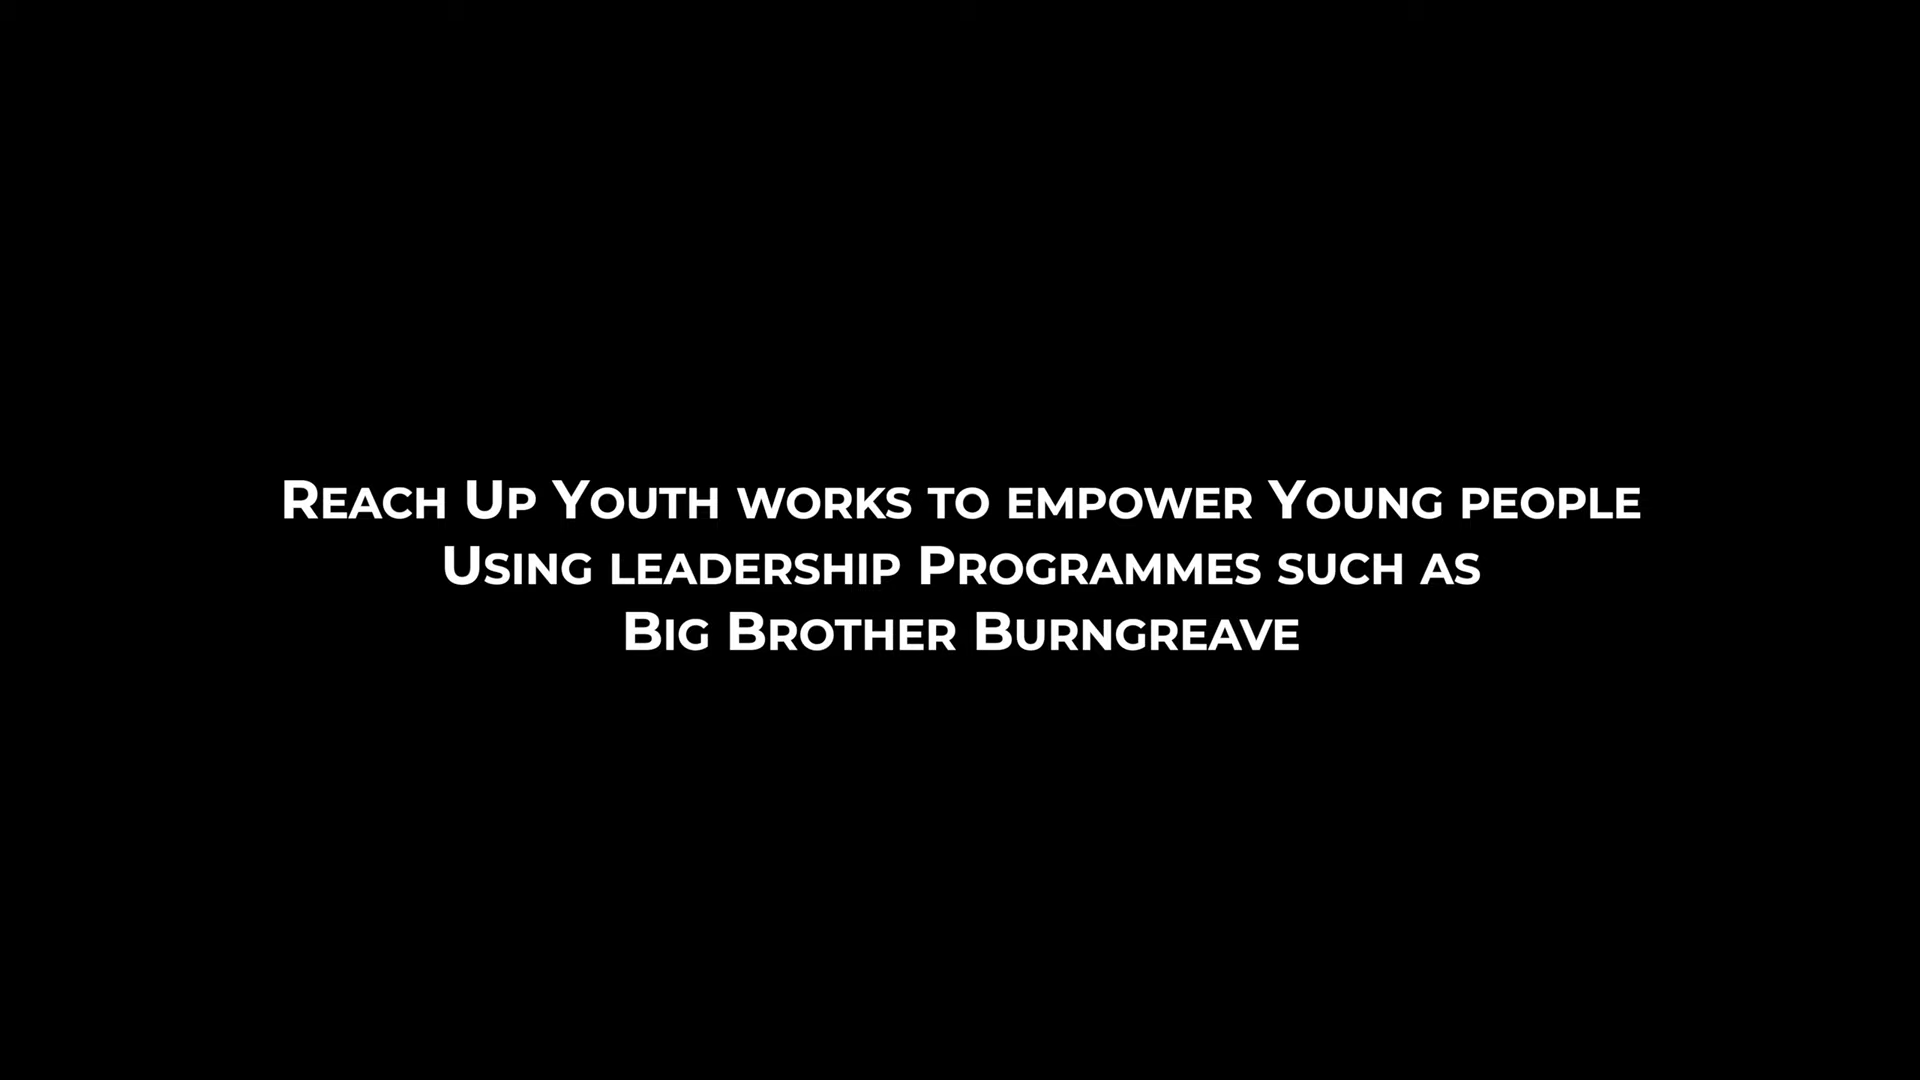 Reach Up Youth works to empower Young people
Using leadership Programmes such as
Big Brother Burngreave